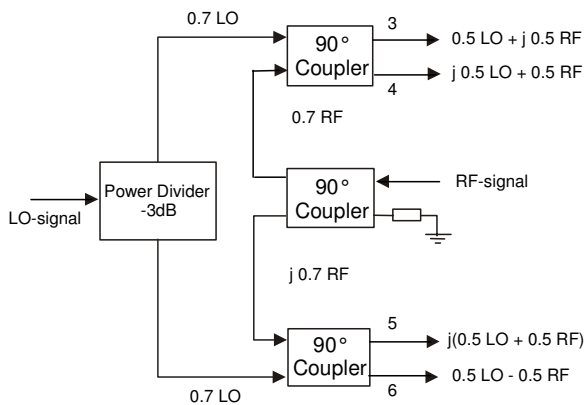 0.7 LO
90°
Coupler
3
0.5 LO + j 0.5 RF
4
j 0.5 LO + 0.5 RF
0.7 RF
LO-signal
Power Divider
-3dB
90°
Coupler
RF-signal
j 0.7 RF
90°
Coupler
5
j(0.5 LO + 0.5 RF)
6
0.5 LO - 0.5 RF
0.7 LO